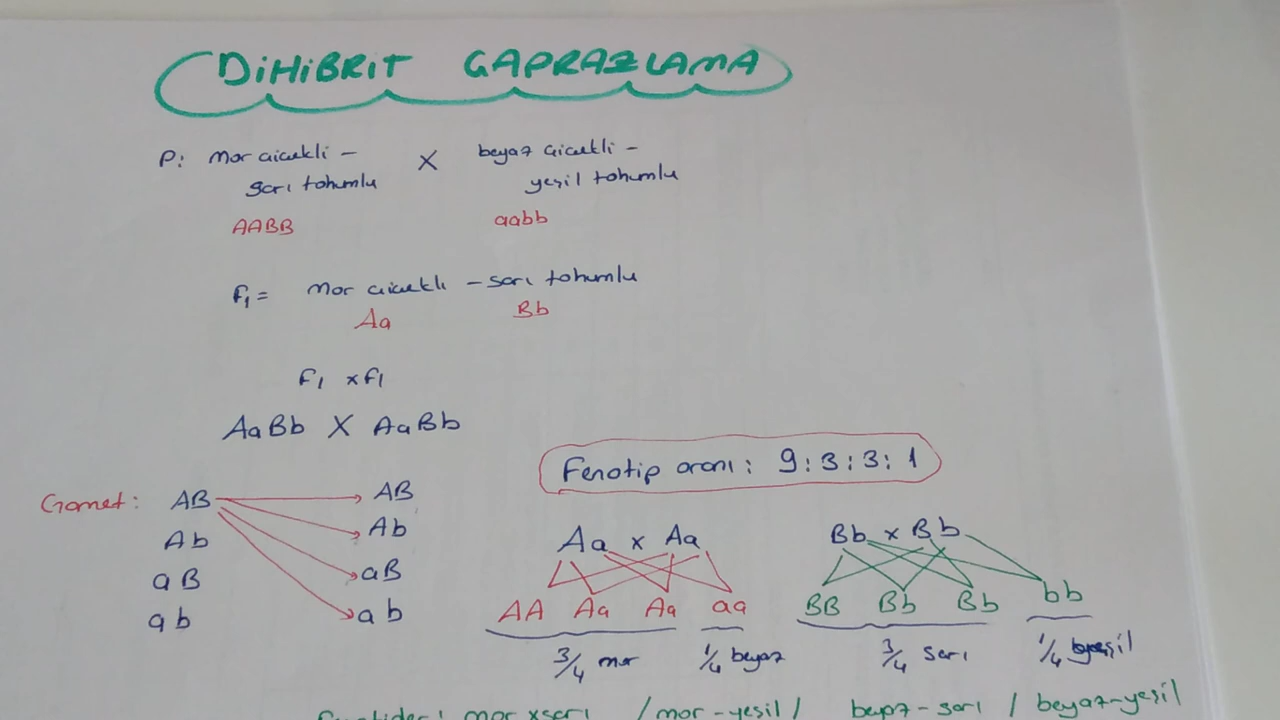 DiHiBRiT ÇAPRAZLAMA
P: mor çiçekli - X beyaz çiçekli -
sarı tohumlu yeşil tohumlu
AABB aabb
F1 = mor çiçekli - sarı tohumlu
Aa Bb
F1 x F1
AaBb X AaBb
Fenotip oranı: 9:3:3:1
Gamet: AB AB
Ab Ab
aB aB
ab ab
Aa x Aa Bb x Bb
AA Aa Aa aa BB Bb Bb bb
3/4 mor 1/4 beyaz 3/4 sarı 1/4 yeşil
mor x sarı / mor - yeşil / beyaz - sarı / beyaz - yeşil